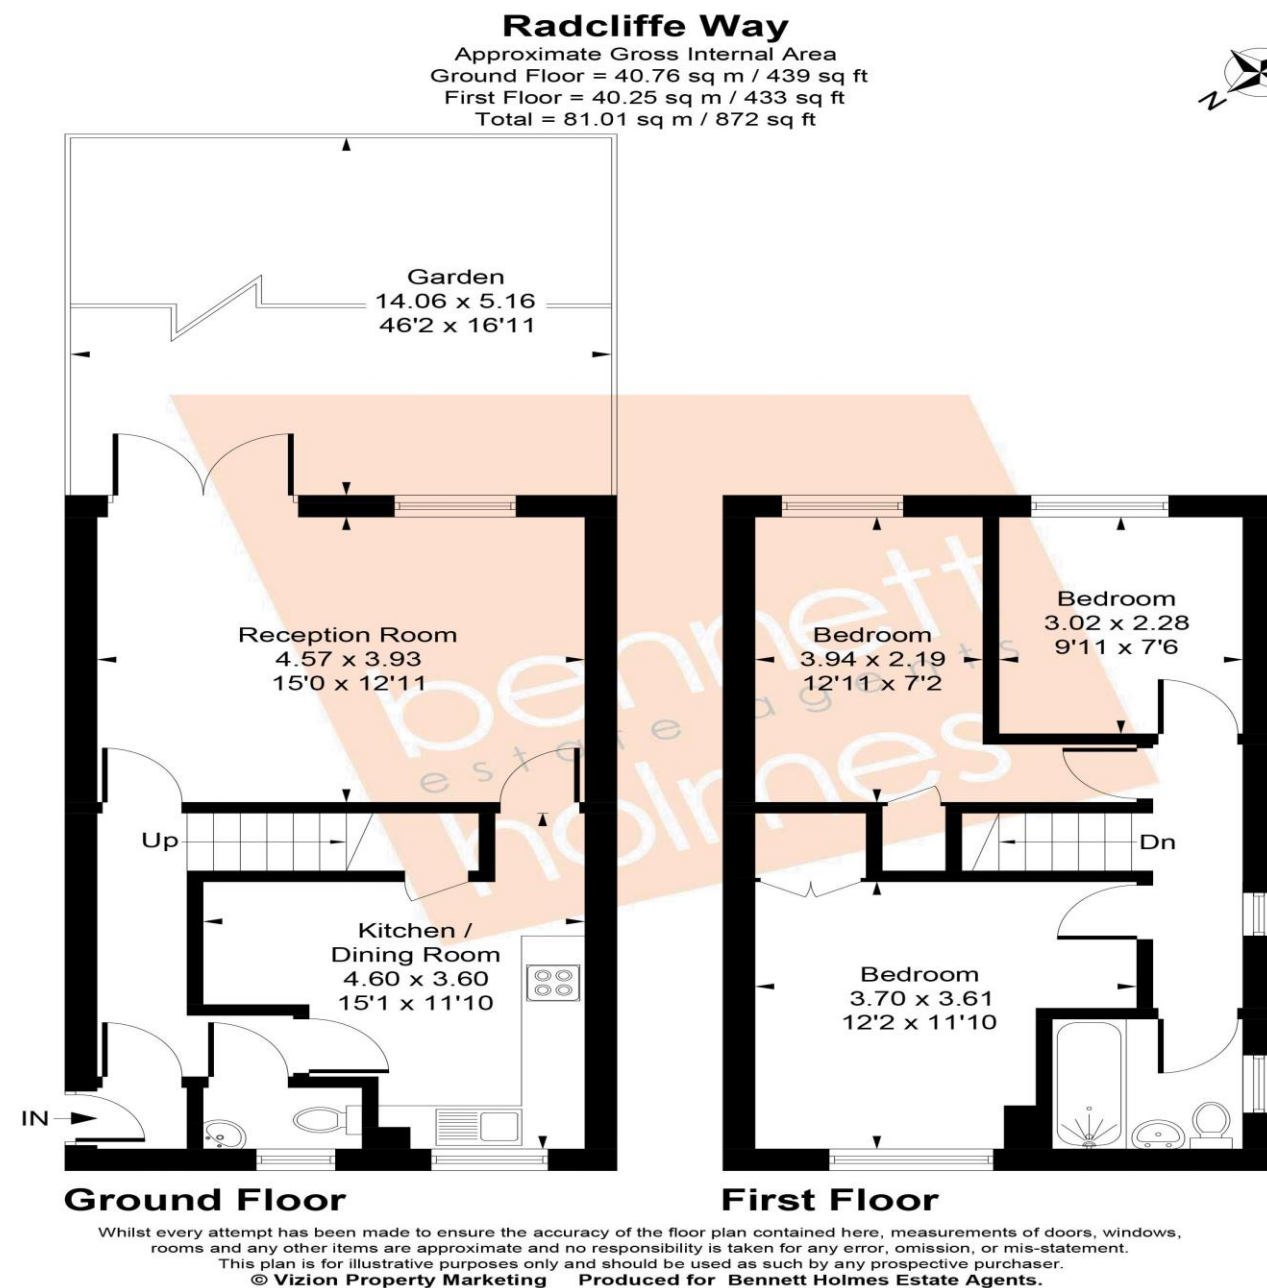 Radcliffe Way
Approximate Gross Internal Area
Ground Floor = 40.76 sq m / 439 sq ft
First Floor = 40.25 sq m / 433 sq ft
Total = 81.01 sq m / 872 sq ft
N
Garden
14.06 x 5.16
46'2 x 16'11
Reception Room
4.57 x 3.93
15'0 x 12'11
Bedroom
3.94 x 2.19
12'11 x 7'2
Bedroom
3.02 x 2.28
9'11 x 7'6
bennett
estate agents
holmes
Up
Dn
Kitchen /
Dining Room
4.60 x 3.60
15'1 x 11'10
Bedroom
3.70 x 3.61
12'2 x 11'10
IN
Ground Floor
First Floor
Whilst every attempt has been made to ensure the accuracy of the floor plan contained here, measurements of doors, windows,
rooms and any other items are approximate and no responsibility is taken for any error, omission, or mis-statement.
This plan is for illustrative purposes only and should be used as such by any prospective purchaser.
© Vizion Property Marketing Produced for Bennett Holmes Estate Agents.